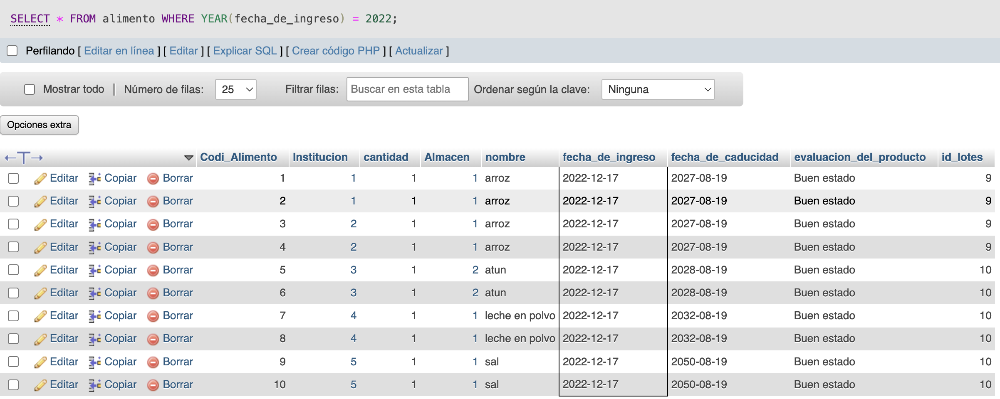 SELECT * FROM alimento WHERE YEAR(fecha_de_ingreso) = 2022;
Perfilando [ Editar en línea ] [ Editar ] [ Explicar SQL ] [ Crear código PHP ] [ Actualizar ]
Mostrar todo | Número de filas: 25 Filtrar filas: Buscar en esta tabla Ordenar según la clave: Ninguna
Opciones extra
←T→ Codi_Alimento Institucion cantidad Almacen nombre fecha_de_ingreso fecha_de_caducidad evaluacion_del_producto id_lotes
Editar Copiar Borrar 1 1 1 1 arroz 2022-12-17 2027-08-19 Buen estado 9
Editar Copiar Borrar 2 1 1 1 arroz 2022-12-17 2027-08-19 Buen estado 9
Editar Copiar Borrar 3 2 1 1 arroz 2022-12-17 2027-08-19 Buen estado 9
Editar Copiar Borrar 4 2 1 1 arroz 2022-12-17 2027-08-19 Buen estado 9
Editar Copiar Borrar 5 3 1 2 atun 2022-12-17 2028-08-19 Buen estado 10
Editar Copiar Borrar 6 3 1 2 atun 2022-12-17 2028-08-19 Buen estado 10
Editar Copiar Borrar 7 4 1 1 leche en polvo 2022-12-17 2032-08-19 Buen estado 10
Editar Copiar Borrar 8 4 1 1 leche en polvo 2022-12-17 2032-08-19 Buen estado 10
Editar Copiar Borrar 9 5 1 1 sal 2022-12-17 2050-08-19 Buen estado 10
Editar Copiar Borrar 10 5 1 1 sal 2022-12-17 2050-08-19 Buen estado 10